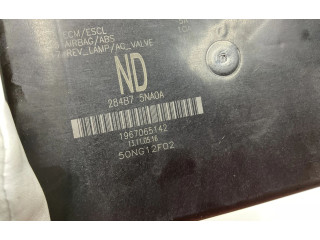 ECM/ESCL
AIRBAG/ABS
REV_LAMP/AC_VALVE
ND
284B7 5NA0A
1967065142
50NG12F02